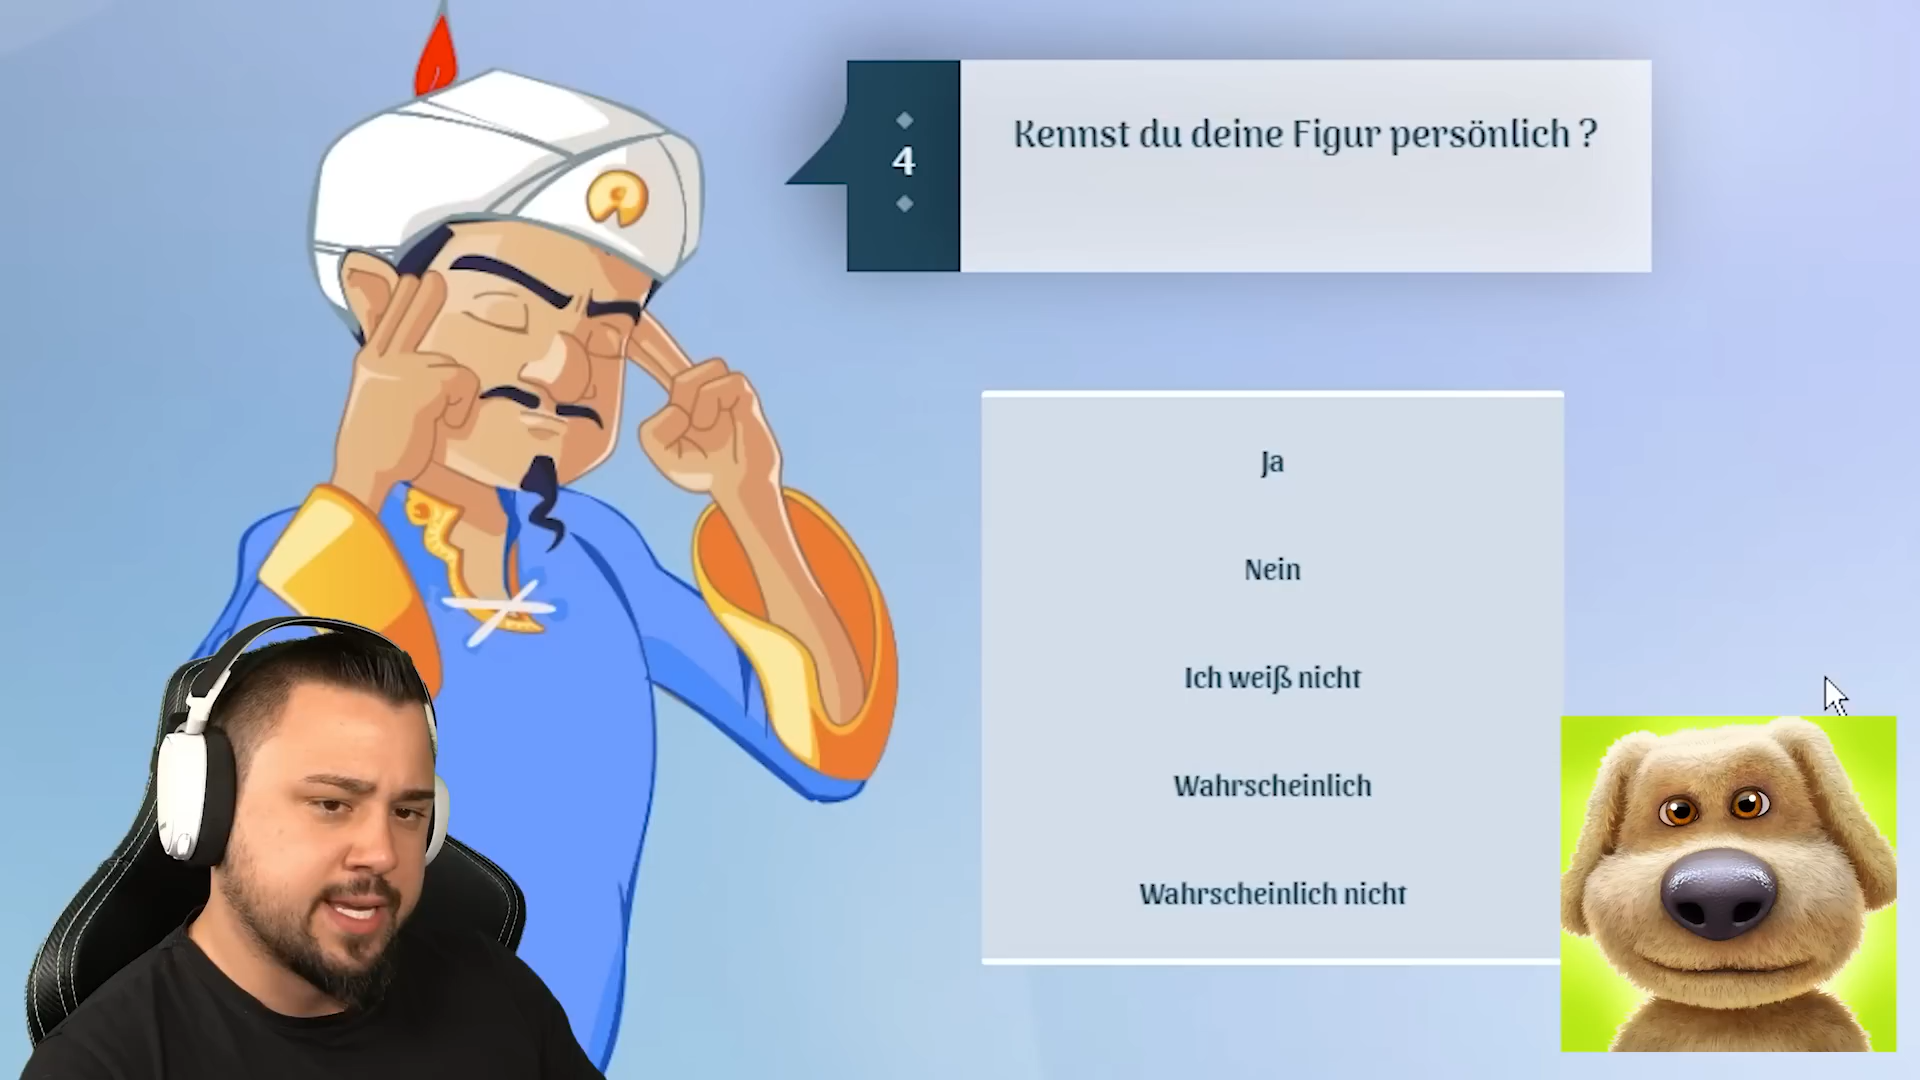 4
Kennst du deine Figur persönlich ?
Ja
Nein
Ich weiß nicht
Wahrscheinlich
Wahrscheinlich nicht